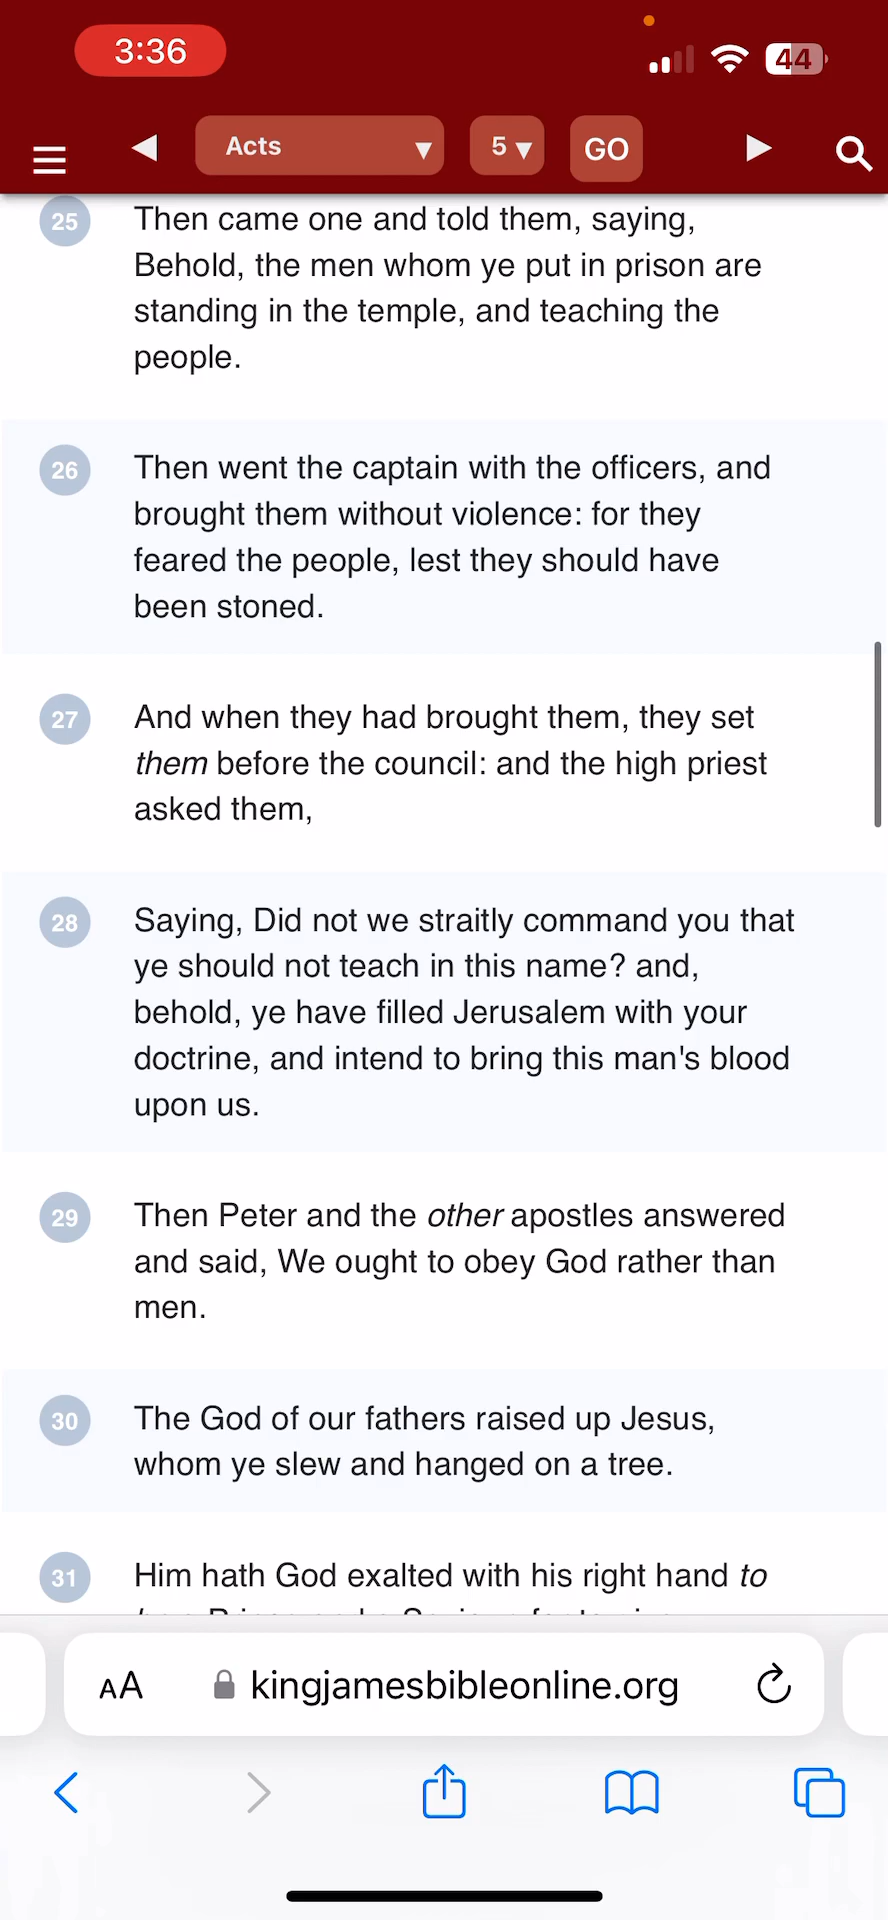 3:36
44
Acts
5
GO
25 Then came one and told them, saying,
Behold, the men whom ye put in prison are
standing in the temple, and teaching the
people.
26 Then went the captain with the officers, and
brought them without violence: for they
feared the people, lest they should have
been stoned.
27 And when they had brought them, they set
them before the council: and the high priest
asked them,
28 Saying, Did not we straitly command you that
ye should not teach in this name? and,
behold, ye have filled Jerusalem with your
doctrine, and intend to bring this man's blood
upon us.
29 Then Peter and the other apostles answered
and said, We ought to obey God rather than
men.
30 The God of our fathers raised up Jesus,
whom ye slew and hanged on a tree.
31 Him hath God exalted with his right hand to
AA kingjamesbibleonline.org